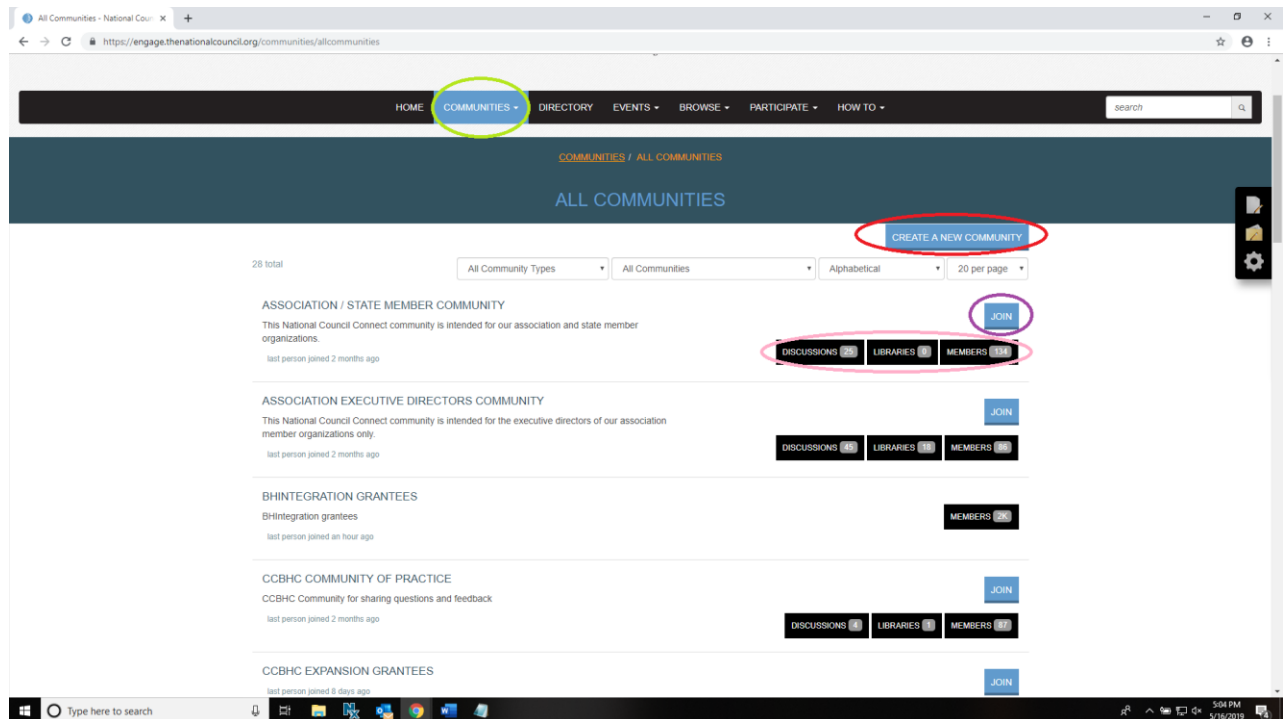 All Communities - National Cou
https://engage.thenationalcouncil.org/communities/allcommunities
HOME COMMUNITIES DIRECTORY EVENTS BROWSE PARTICIPATE HOW TO search
COMMUNITIES / ALL COMMUNITIES
ALL COMMUNITIES
CREATE A NEW COMMUNITY
28 total All Community Types All Communities Alphabetical 20 per page
ASSOCIATION / STATE MEMBER COMMUNITY
JOIN
This National Council Connect community is intended for our association and state member
organizations.
last person joined 2 months ago
DISCUSSIONS 25 LIBRARIES 0 MEMBERS 134
ASSOCIATION EXECUTIVE DIRECTORS COMMUNITY
JOIN
This National Council Connect community is intended for the executive directors of our association
member organizations only.
last person joined 2 months ago
DISCUSSIONS 45 LIBRARIES 18 MEMBERS 86
BHINTEGRATION GRANTEES
BHIntegration grantees
MEMBERS 2K
last person joined an hour ago
CCBHC COMMUNITY OF PRACTICE
JOIN
CCBHC Community for sharing questions and feedback
last person joined 2 months ago
DISCUSSIONS 4 LIBRARIES 1 MEMBERS 87
CCBHC EXPANSION GRANTEES
JOIN
last person joined 8 days ago
Type here to search
5:04 PM
5/16/2019